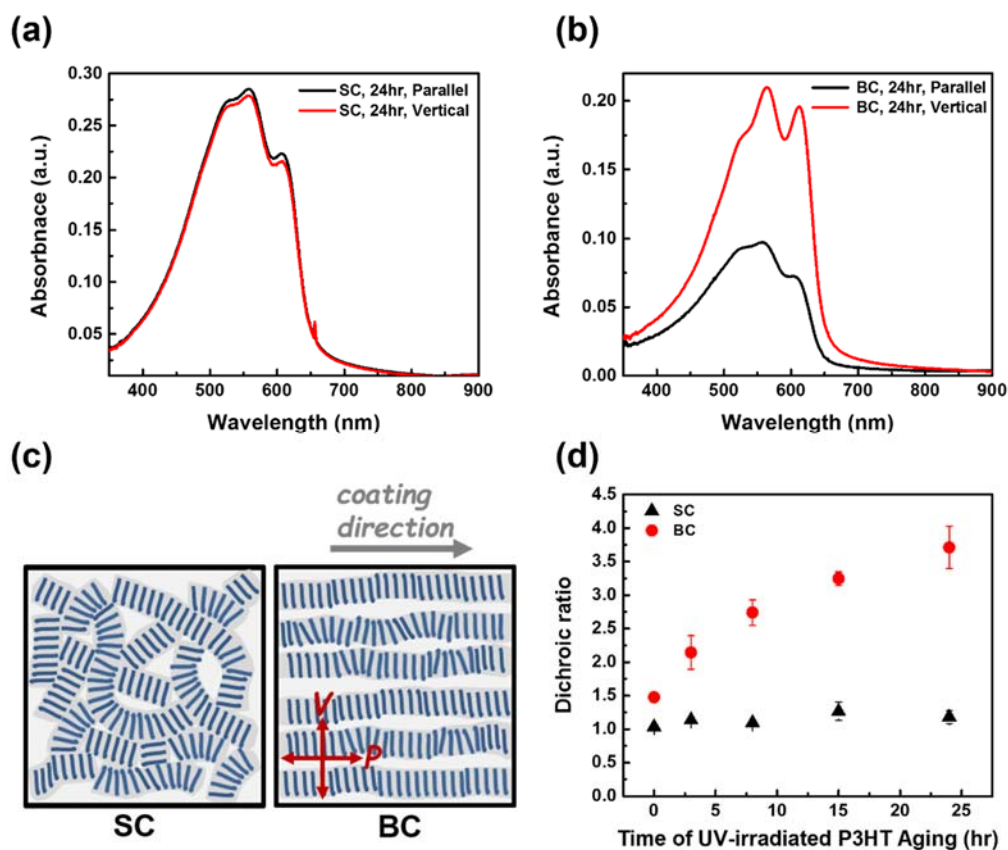 (a)
0.30
0.25
0.20
0.15
0.10
0.05
400 500 600 700 800 900
Absorbnace (a.u.)
Wavelength (nm)
SC, 24hr, Parallel
SC, 24hr, Vertical
(b)
0.20
0.15
0.10
0.05
0.00
400 500 600 700 800 900
Absorbance (a.u.)
Wavelength (nm)
BC, 24hr, Parallel
BC, 24hr, Vertical
(c)
coating
direction
V
P
SC
BC
(d)
4.5
4.0
3.5
3.0
2.5
2.0
1.5
1.0
0.5
0.0
0 5 10 15 20 25
Dichroic ratio
Time of UV-irradiated P3HT Aging (hr)
SC
BC